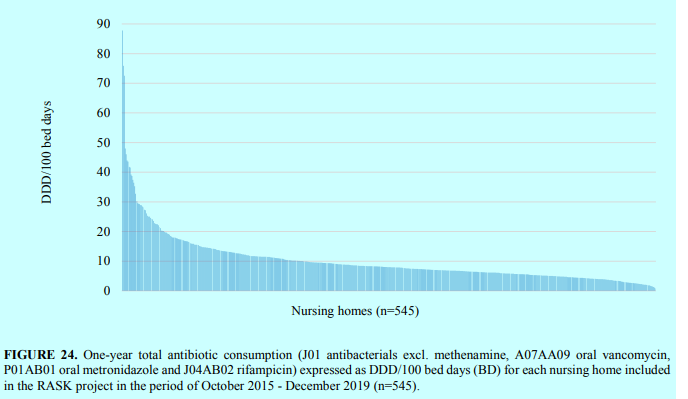 90
80
70
60
50
40
30
20
10
0
DDD/100 bed days
Nursing homes (n=545)
FIGURE 24. One-year total antibiotic consumption (J01 antibacterials excl. methenamine, A07AA09 oral vancomycin,
P01AB01 oral metronidazole and J04AB02 rifampicin) expressed as DDD/100 bed days (BD) for each nursing home included
in the RASK project in the period of October 2015 - December 2019 (n=545).